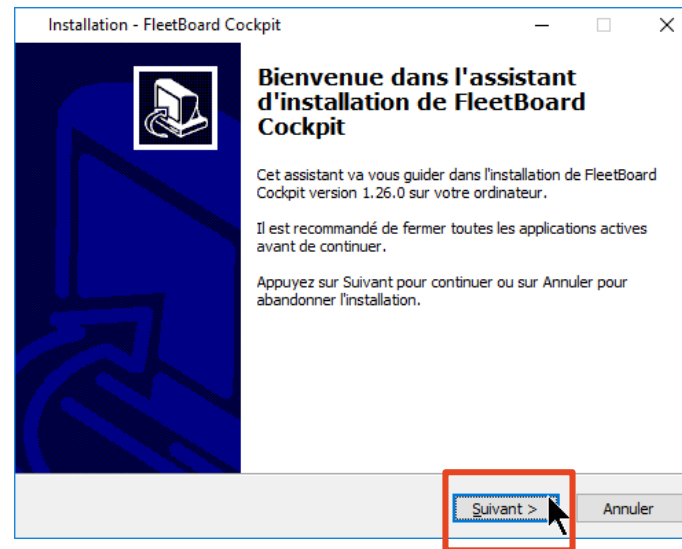 Installation - FleetBoard Cockpit
Bienvenue dans l'assistant
d'installation de FleetBoard
Cockpit
Cet assistant va vous guider dans l'installation de FleetBoard
Cockpit version 1.26.0 sur votre ordinateur.
Il est recommandé de fermer toutes les applications actives
avant de continuer.
Appuyez sur Suivant pour continuer ou sur Annuler pour
abandonner l'installation.
Suivant >
Annuler